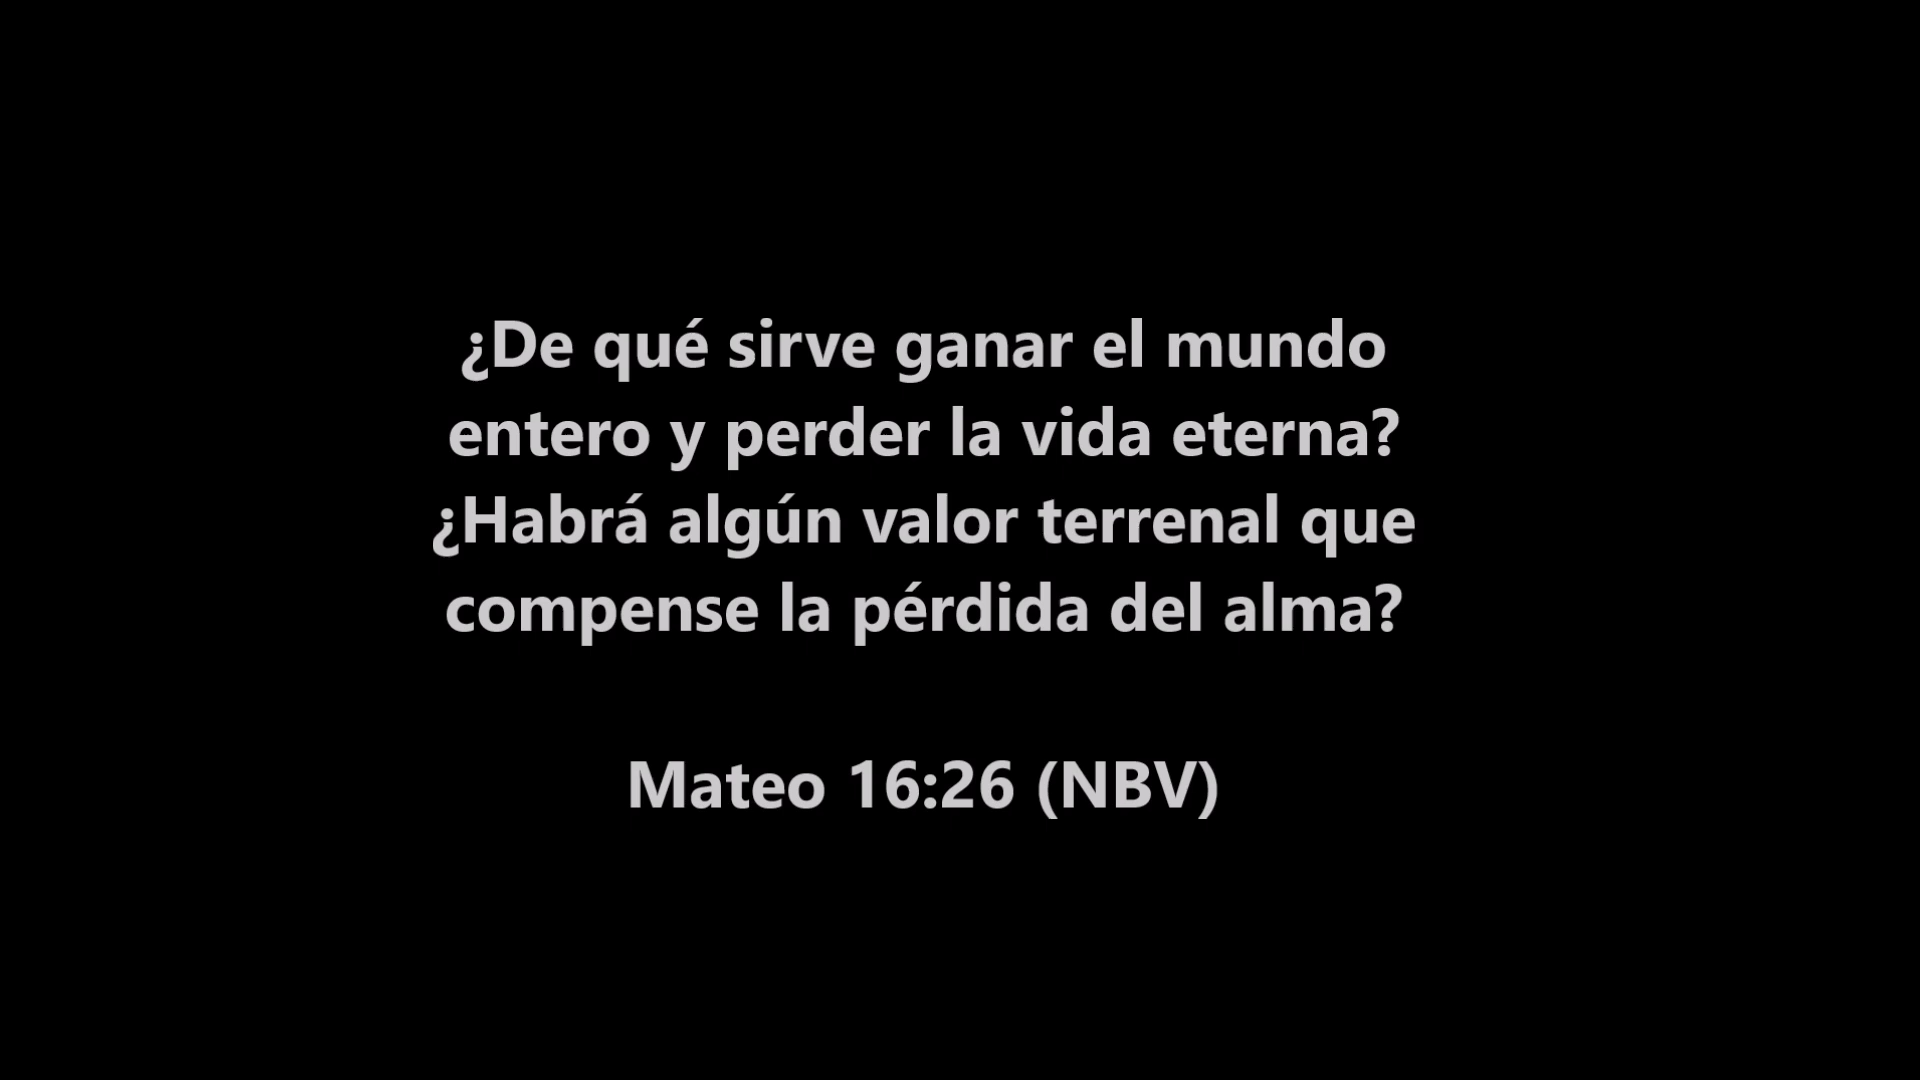 ¿De qué sirve ganar el mundo
entero y perder la vida eterna?
¿Habrá algún valor terrenal que
compense la pérdida del alma?
Mateo 16:26 (NBV)